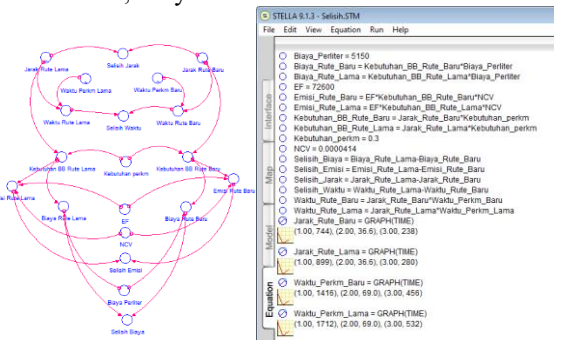 Selisih Jarak
Jarak Rute Lama
Jarak Rute Baru
Waktu Perkm Lama
Waktu Perkm Baru
Waktu Rute Lama
Selisih Waktu
Waktu Rute Baru
Kebutuhan BB Rute Lama
Kebutuhan perkm
Kebutuhan BB Rute Baru
si Rute Lama
Emisi Rute Baru
Biaya Rute Lama
EF
Biaya Rute Baru
NCV
Selisih Emisi
Biaya Perliter
Selisih Biaya
STELLA 9.1.3 - Selisih.STM
File Edit View Equation Run Help
Interface
Map
Model
Equation
Biaya_Perliter = 5150
Biaya_Rute_Baru = Kebutuhan_BB_Rute_Baru*Biaya_Perliter
Biaya_Rute_Lama = Kebutuhan_BB_Rute_Lama*Biaya_Perliter
EF = 72600
Emisi_Rute_Baru = EF*Kebutuhan_BB_Rute_Baru*NCV
Emisi_Rute_Lama = EF*Kebutuhan_BB_Rute_Lama*NCV
Kebutuhan_BB_Rute_Baru = Jarak_Rute_Baru*Kebutuhan_perkm
Kebutuhan_BB_Rute_Lama = Jarak_Rute_Lama*Kebutuhan_perkm
Kebutuhan_perkm = 0.3
NCV = 0.0000414
Selisih_Biaya = Biaya_Rute_Lama-Biaya_Rute_Baru
Selisih_Emisi = Emisi_Rute_Lama-Emisi_Rute_Baru
Selisih_Jarak = Jarak_Rute_Lama-Jarak_Rute_Baru
Selisih_Waktu = Waktu_Rute_Lama-Waktu_Rute_Baru
Waktu_Rute_Baru = Jarak_Rute_Baru*Waktu_Perkm_Baru
Waktu_Rute_Lama = Jarak_Rute_Lama*Waktu_Perkm_Lama
Jarak_Rute_Baru = GRAPH(TIME)
(1.00, 744), (2.00, 36.6), (3.00, 238)
Jarak_Rute_Lama = GRAPH(TIME)
(1.00, 899), (2.00, 36.6), (3.00, 280)
Waktu_Perkm_Baru = GRAPH(TIME)
(1.00, 1416), (2.00, 69.0), (3.00, 456)
Waktu_Perkm_Lama = GRAPH(TIME)
(1.00, 1712), (2.00, 69.0), (3.00, 532)